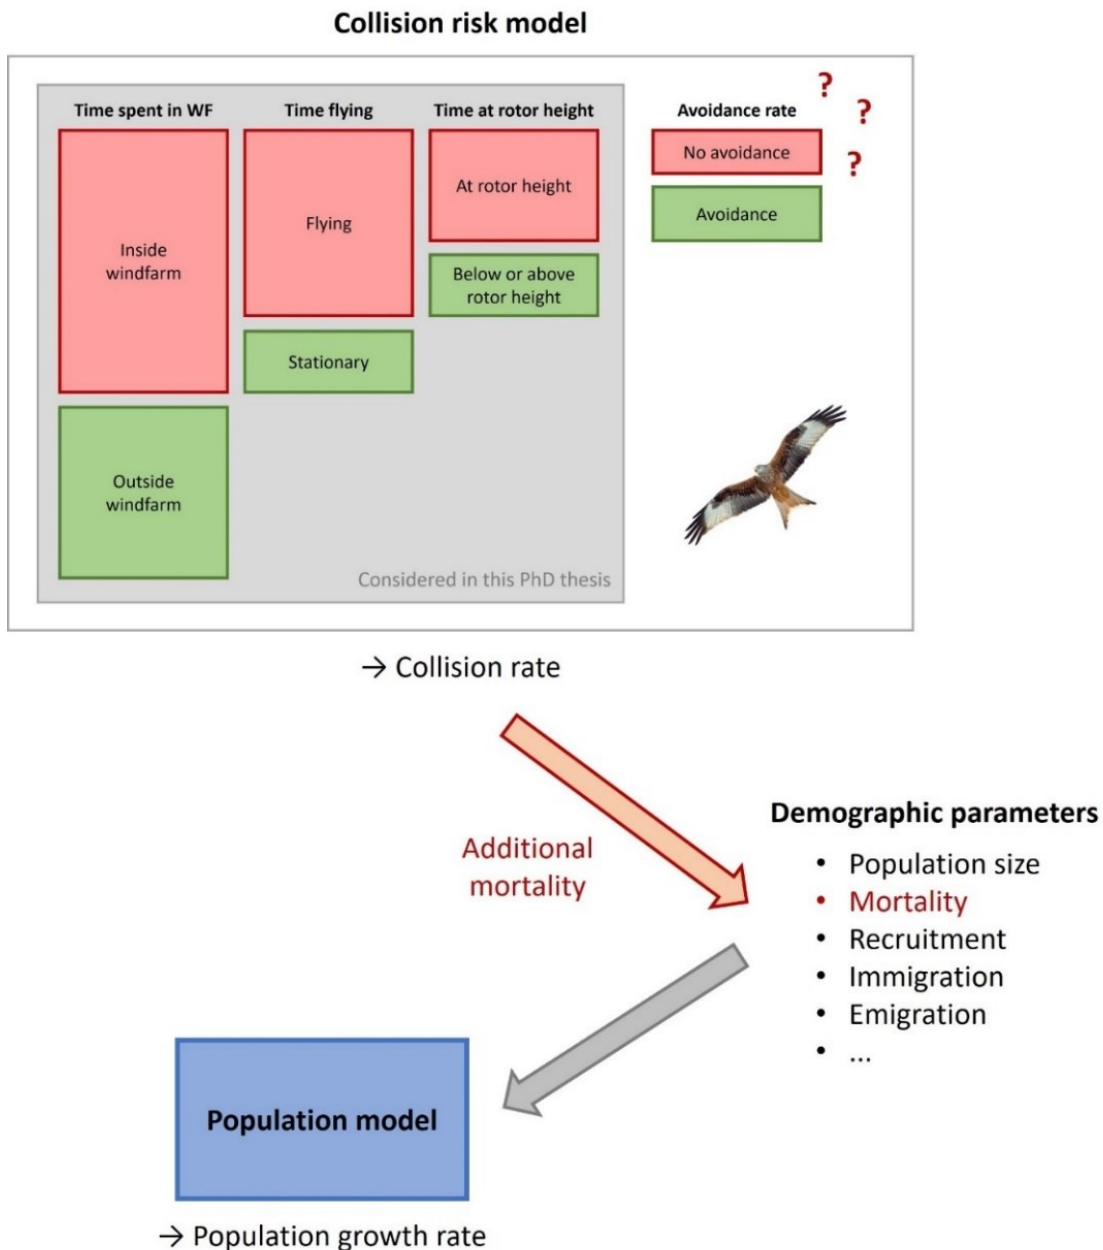 Collision risk model
Time spent in WF
Time flying
Time at rotor height
Avoidance rate
?
?
?
Inside
windfarm
Outside
windfarm
Flying
Stationary
At rotor height
Below or above
rotor height
No avoidance
Avoidance
Considered in this PhD thesis
→ Collision rate
Additional
mortality
Demographic parameters
• Population size
• Mortality
• Recruitment
• Immigration
• Emigration
• ...
Population model
→ Population growth rate